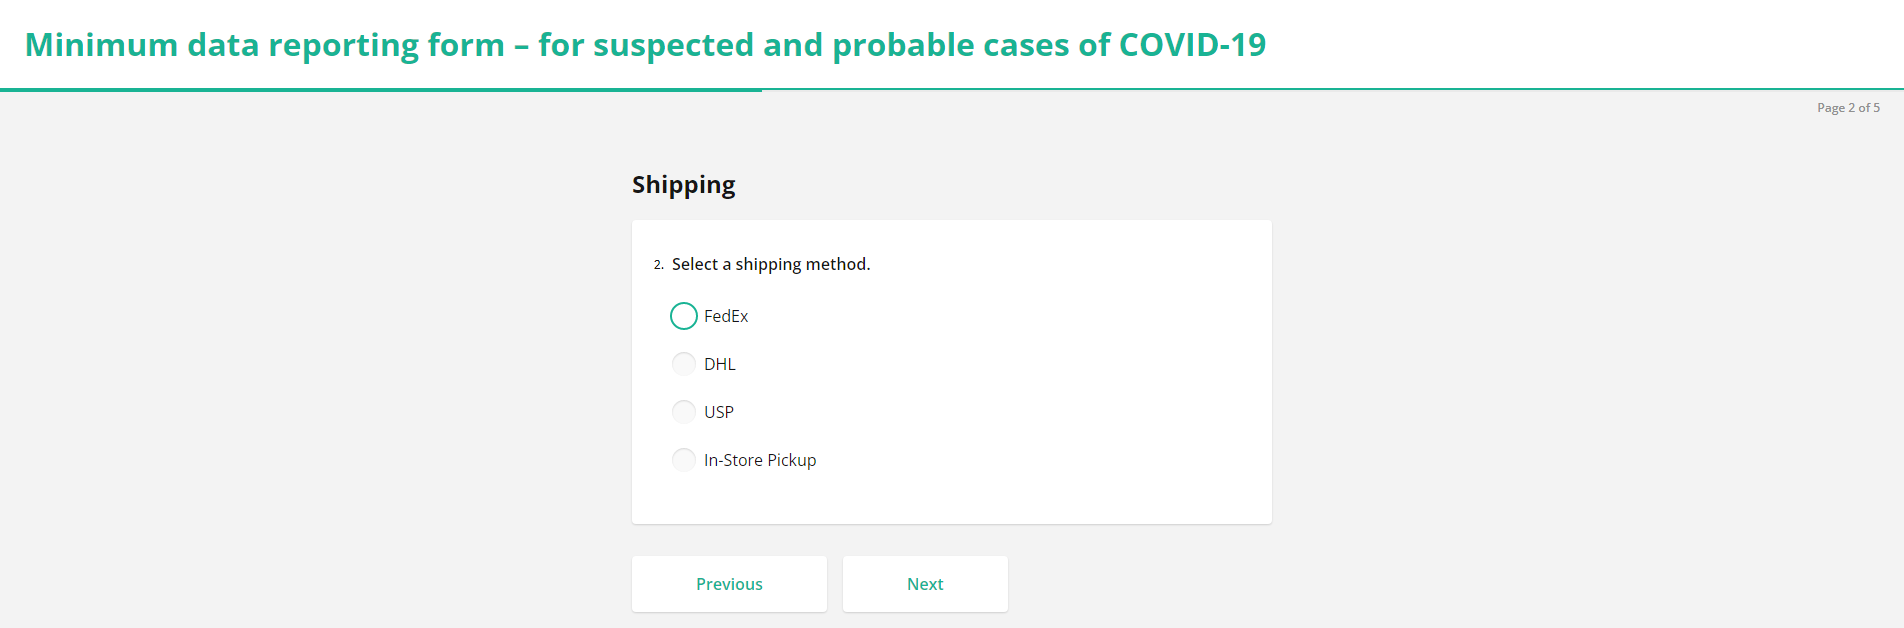 Minimum data reporting form – for suspected and probable cases of COVID-19
Page 2 of 5
Shipping
2. Select a shipping method.
FedEx
DHL
USP
In-Store Pickup
Previous
Next